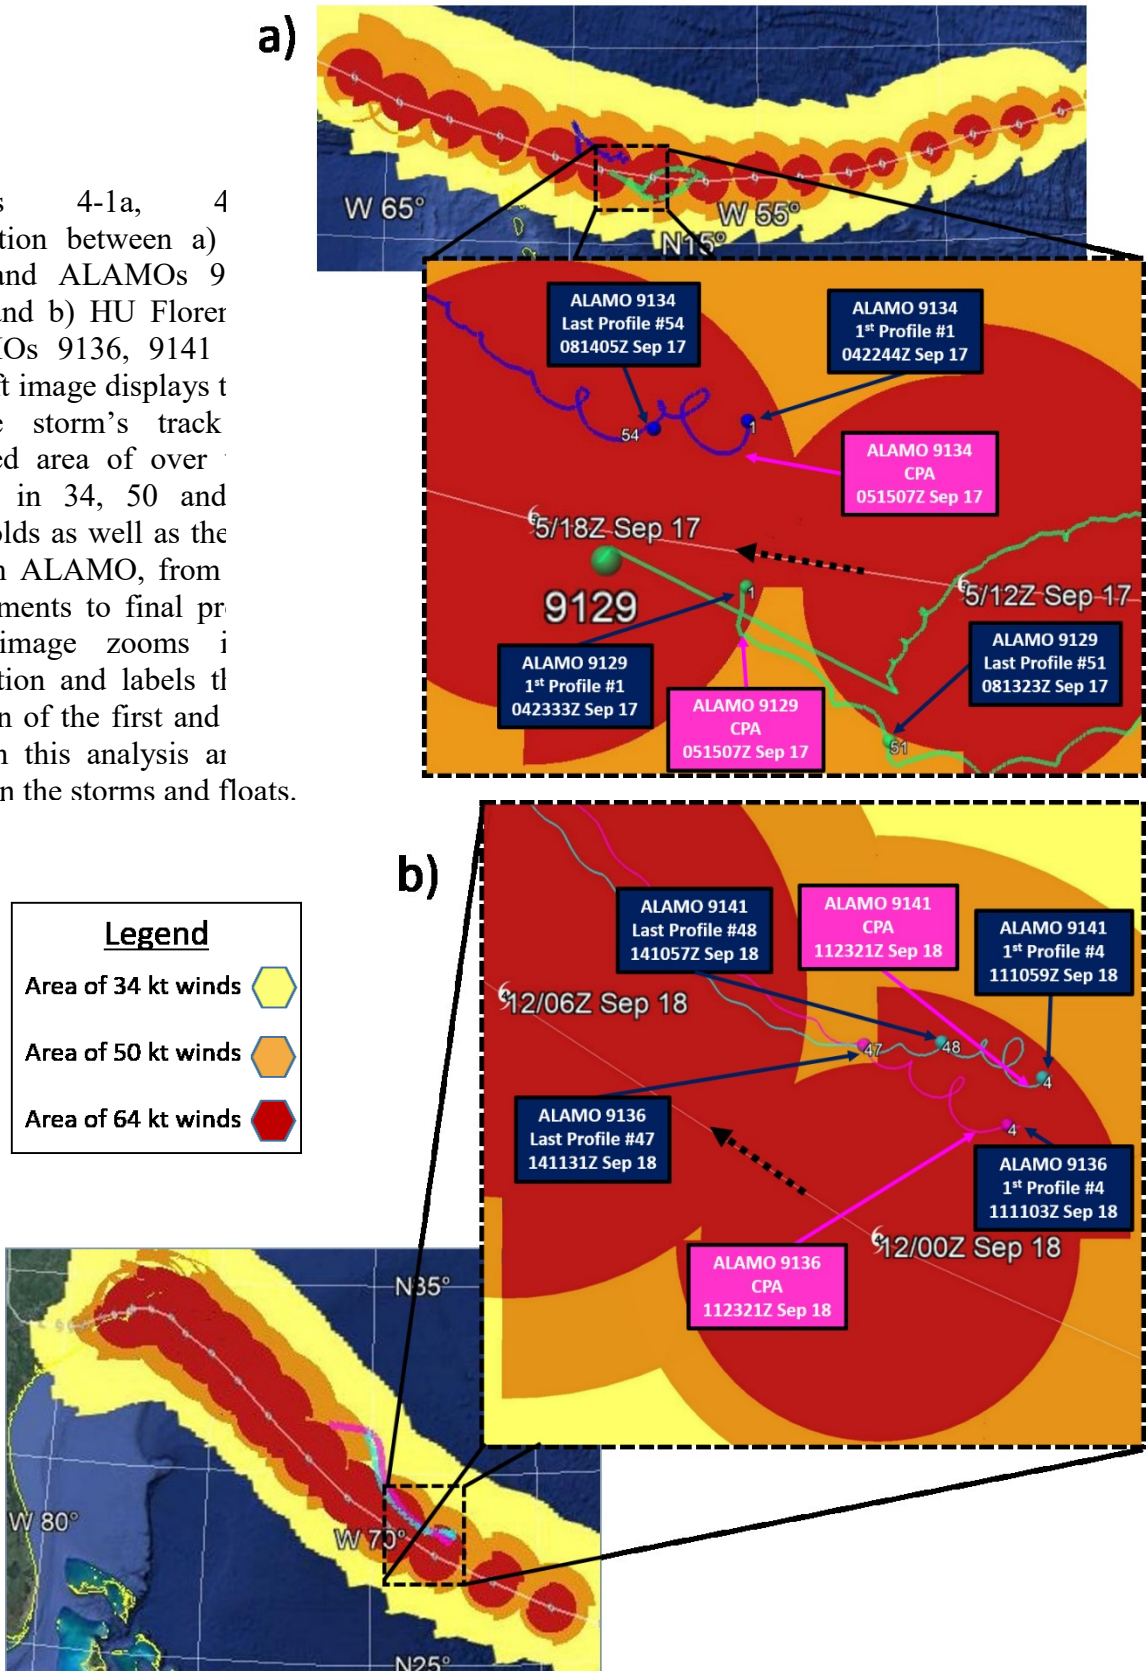 a)
W 65°
W 55°
N15°
s 4-1a, 4
tion between a)
and ALAMOs 9
and b) HU Floren
MOs 9136, 9141
ft image displays t
e storm's track
ed area of over
in 34, 50 and
olds as well as the
n ALAMO, from
ments to final pr
image zooms i
tion and labels th
n of the first and
n this analysis ar
n the storms and floats.
ALAMO 9134
Last Profile #54
081405Z Sep 17
ALAMO 9134
1st Profile #1
042244Z Sep 17
54
1
ALAMO 9134
CPA
051507Z Sep 17
5/18Z Sep 17
9129
1
5/12Z Sep 17
ALAMO 9129
1st Profile #1
042333Z Sep 17
ALAMO 9129
CPA
051507Z Sep 17
ALAMO 9129
Last Profile #51
081323Z Sep 17
51
b)
ALAMO 9141
Last Profile #48
141057Z Sep 18
ALAMO 9141
CPA
112321Z Sep 18
ALAMO 9141
1st Profile #4
111059Z Sep 18
12/06Z Sep 18
47
48
4
4
ALAMO 9136
Last Profile #47
141131Z Sep 18
ALAMO 9136
1st Profile #4
111103Z Sep 18
12/00Z Sep 18
ALAMO 9136
CPA
112321Z Sep 18
Legend
Area of 34 kt winds
Area of 50 kt winds
Area of 64 kt winds
N35°
W 80°
W 70°
N25°